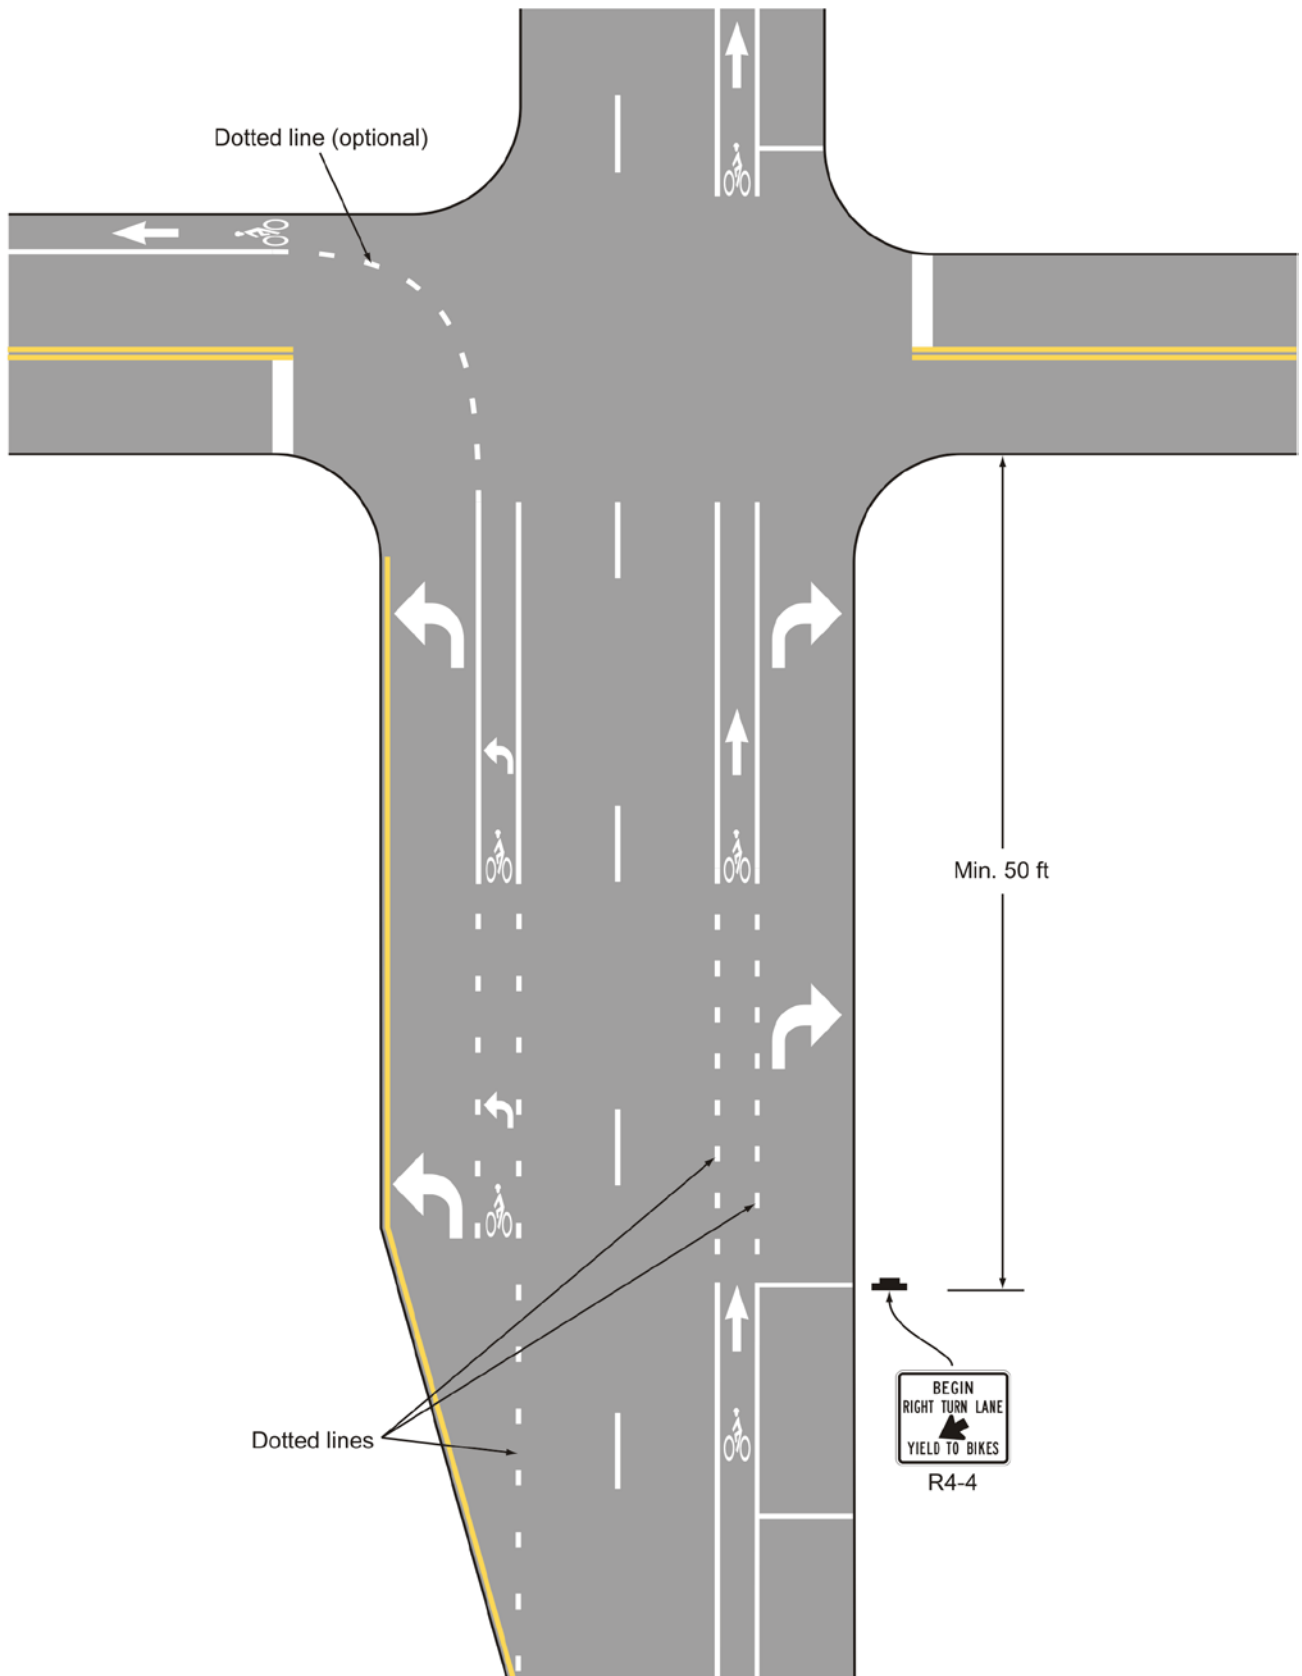 Dotted line (optional)
Min. 50 ft
BEGIN
RIGHT TURN LANE
YIELD TO BIKES
R4-4
Dotted lines